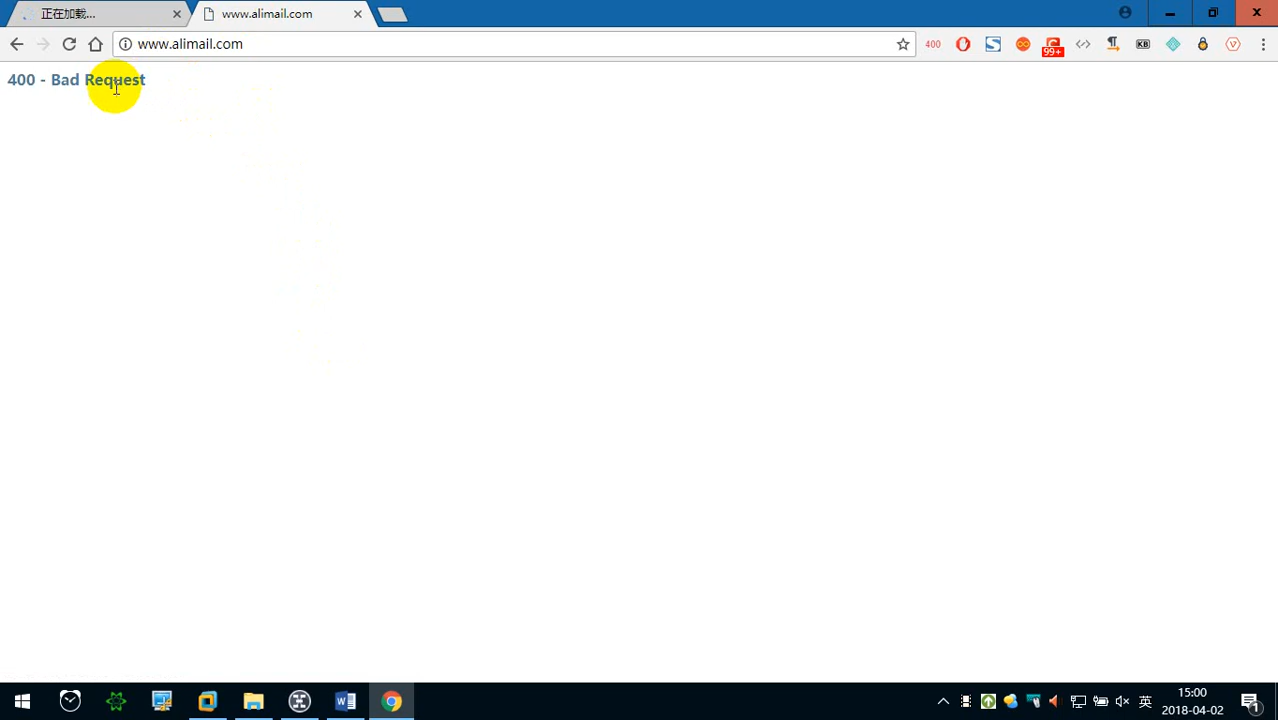 正在加载...
www.alimail.com
www.alimail.com
400
99+
KB
400 - Bad Request
英
15:00
2018-04-02
1